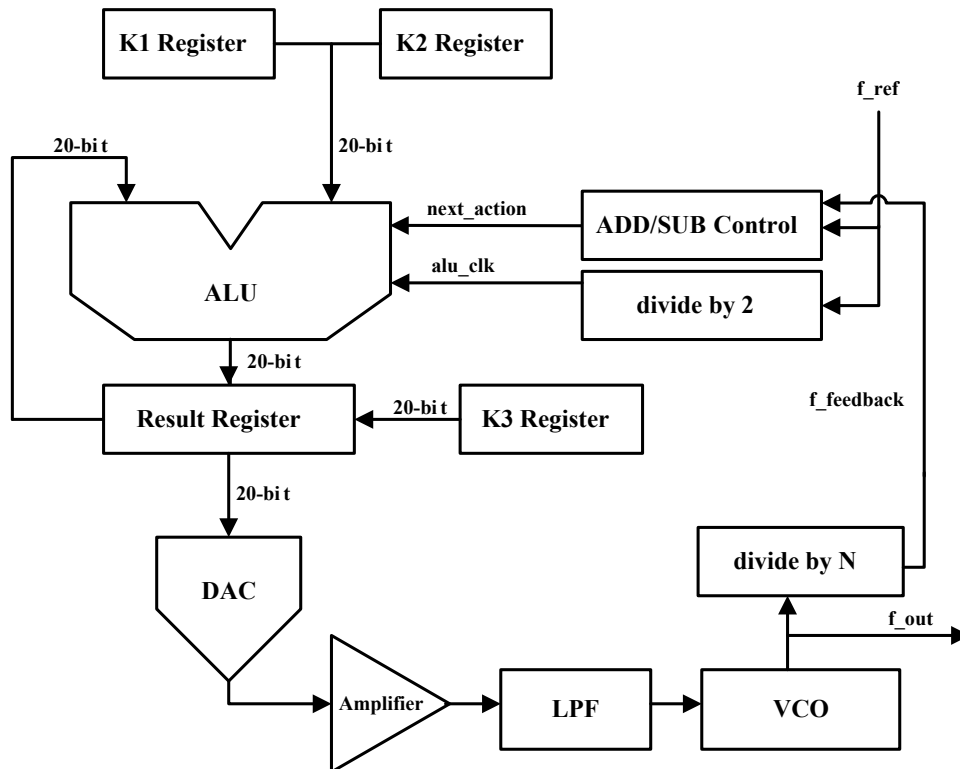 K1 Register
K2 Register
f_ref
20-bit
20-bit
next_action
ADD/SUB Control
alu_clk
ALU
divide by 2
20-bit
f_feedback
Result Register
20-bit
K3 Register
20-bit
divide by N
DAC
f_out
Amplifier
LPF
VCO